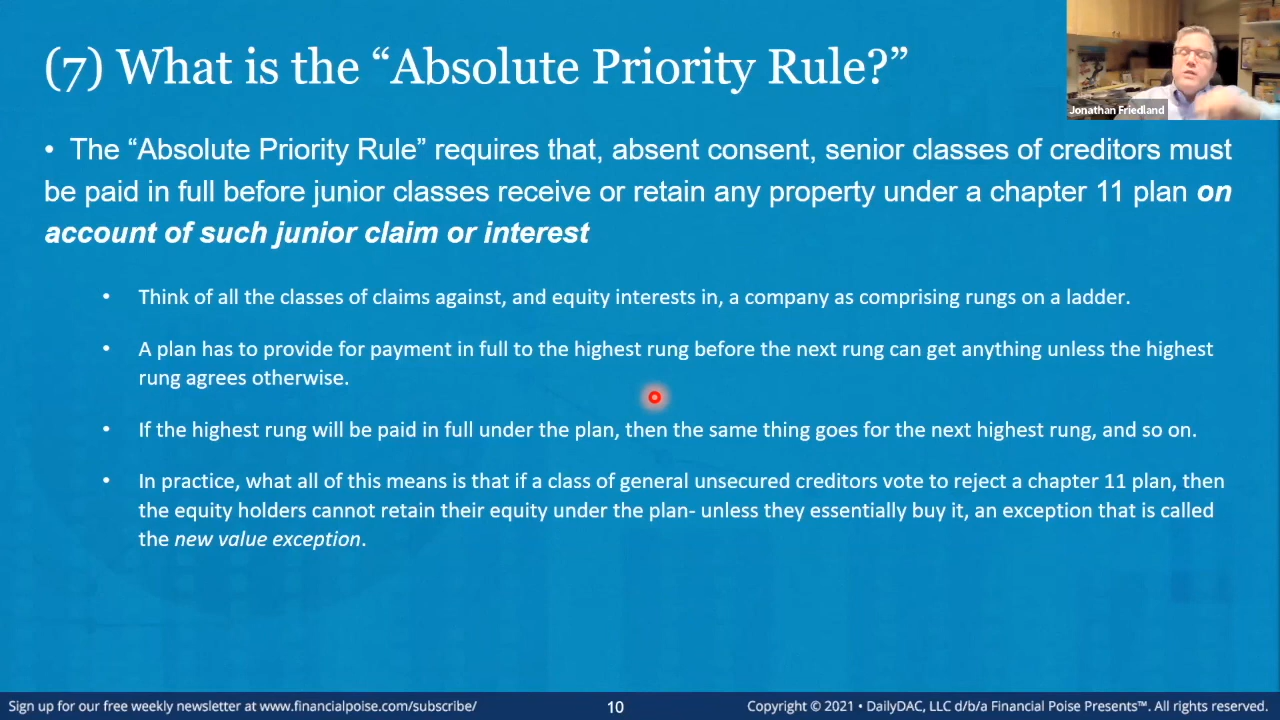 (7) What is the “Absolute Priority Rule?”
Jonathan Friedland
• The “Absolute Priority Rule” requires that, absent consent, senior classes of creditors must
be paid in full before junior classes receive or retain any property under a chapter 11 plan on
account of such junior claim or interest
• Think of all the classes of claims against, and equity interests in, a company as comprising rungs on a ladder.
• A plan has to provide for payment in full to the highest rung before the next rung can get anything unless the highest
rung agrees otherwise.
• If the highest rung will be paid in full under the plan, then the same thing goes for the next highest rung, and so on.
• In practice, what all of this means is that if a class of general unsecured creditors vote to reject a chapter 11 plan, then
the equity holders cannot retain their equity under the plan- unless they essentially buy it, an exception that is called
the new value exception.
Sign up for our free weekly newsletter at www.financialpoise.com/subscribe/ 10 Copyright © 2021 • DailyDAC, LLC d/b/a Financial Poise Presents™. All rights reserved.